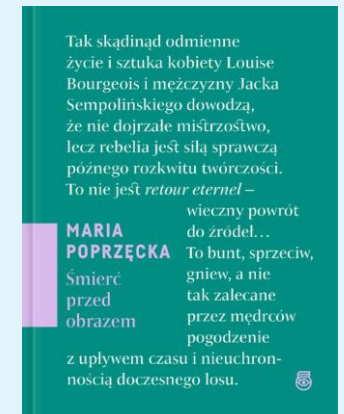 Tak skądinąd odmienne
życie i sztuka kobiety Louise
Bourgeois i mężczyzny Jacka
Sempolińskiego dowodzą,
że nie dojrzałe mistrzostwo,
lecz rebelia jest siłą sprawczą
późnego rozkwitu twórczości.
To nie jest retour eternel –
wieczny powrót
do źródeł…
To bunt, sprzeciw,
gniew, a nie
tak zalecane
przez mędrców
pogodzenie
z upływem czasu i nieuchron-
nością doczesnego losu.
MARIA
POPRZĘCKA
Śmierć
przed
obrazem